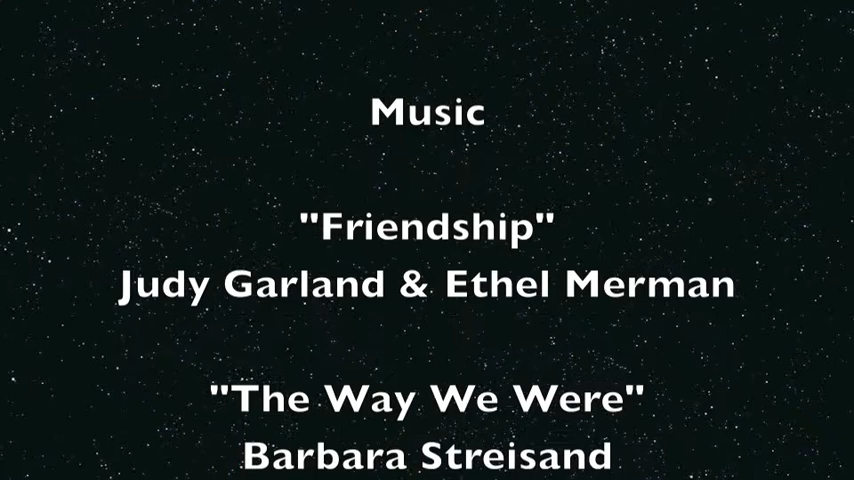 Music
"Friendship"
Judy Garland & Ethel Merman
"The Way We Were"
Barbara Streisand